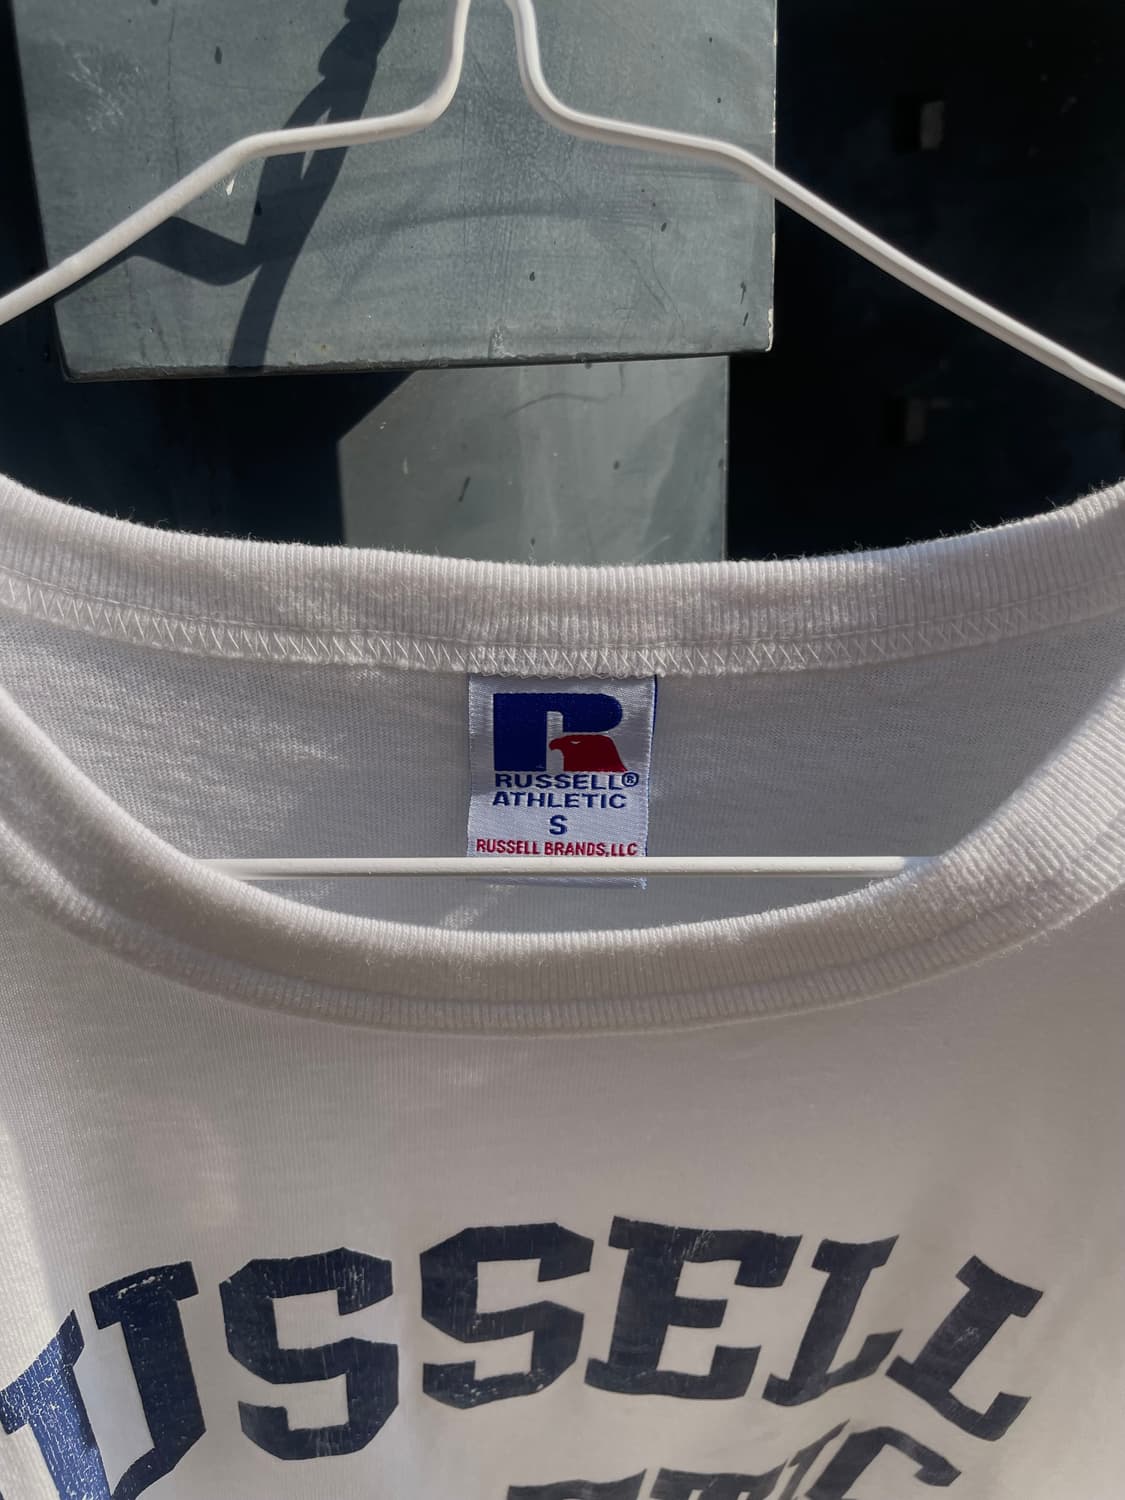 RUSSELL®
ATHLETIC
S
RUSSELL BRANDS,LLC
USSELL